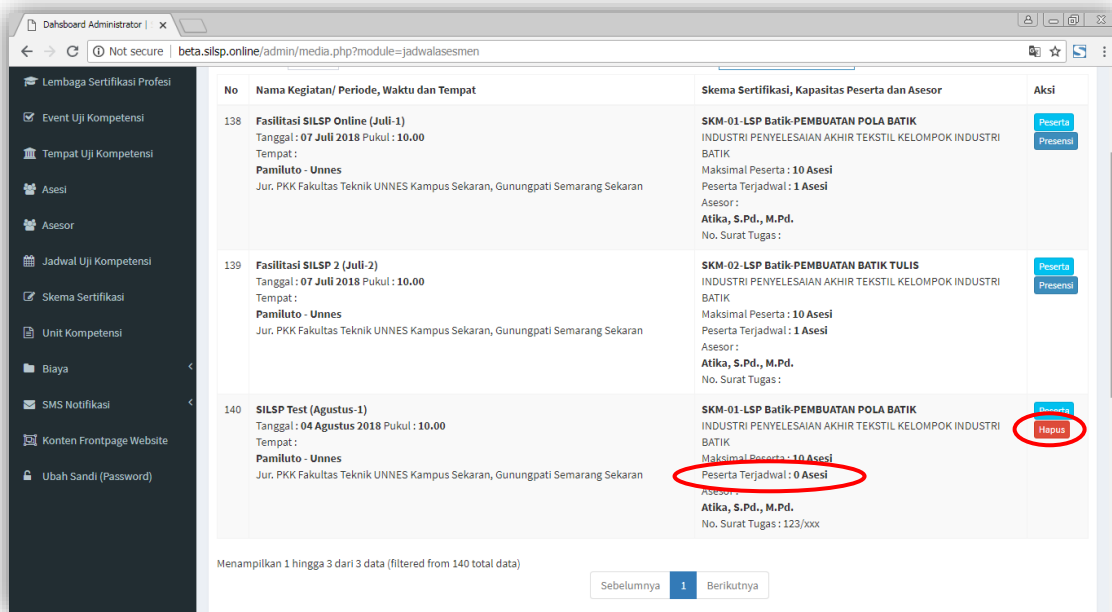 Dahsboard Administrator |
Not secure | beta.silsp.online/admin/media.php?module=jadwalasesmen
Lembaga Sertifikasi Profesi
Event Uji Kompetensi
Tempat Uji Kompetensi
Asesi
Asesor
Jadwal Uji Kompetensi
Skema Sertifikasi
Unit Kompetensi
Biaya
SMS Notifikasi
Konten Frontpage Website
Ubah Sandi (Password)
No Nama Kegiatan/ Periode, Waktu dan Tempat Skema Sertifikasi, Kapasitas Peserta dan Asesor Aksi
138 Fasilitasi SILSP Online (Juli-1)
Tanggal : 07 Juli 2018 Pukul : 10.00
Tempat :
Pamiluto - Unnes
Jur. PKK Fakultas Teknik UNNES Kampus Sekaran, Gunungpati Semarang Sekaran
SKM-01-LSP Batik-PEMBUATAN POLA BATIK
INDUSTRI PENYELESAIAN AKHIR TEKSTIL KELOMPOK INDUSTRI
BATIK
Maksimal Peserta : 10 Asesi
Peserta Terjadwal : 1 Asesi
Asesor :
Atika, S.Pd., M.Pd.
No. Surat Tugas :
Peserta
Presensi
139 Fasilitasi SILSP 2 (Juli-2)
Tanggal : 07 Juli 2018 Pukul : 10.00
Tempat :
Pamiluto - Unnes
Jur. PKK Fakultas Teknik UNNES Kampus Sekaran, Gunungpati Semarang Sekaran
SKM-02-LSP Batik-PEMBUATAN BATIK TULIS
INDUSTRI PENYELESAIAN AKHIR TEKSTIL KELOMPOK INDUSTRI
BATIK
Maksimal Peserta : 10 Asesi
Peserta Terjadwal : 1 Asesi
Asesor :
Atika, S.Pd., M.Pd.
No. Surat Tugas :
Peserta
Presensi
140 SILSP Test (Agustus-1)
Tanggal : 04 Agustus 2018 Pukul : 10.00
Tempat :
Pamiluto - Unnes
Jur. PKK Fakultas Teknik UNNES Kampus Sekaran, Gunungpati Semarang Sekaran
SKM-01-LSP Batik-PEMBUATAN POLA BATIK
INDUSTRI PENYELESAIAN AKHIR TEKSTIL KELOMPOK INDUSTRI
BATIK
Maksimal Peserta : 10 Asesi
Peserta Terjadwal : 0 Asesi
Asesor :
Atika, S.Pd., M.Pd.
No. Surat Tugas : 123/xxx
Peserta
Hapus
Menampilkan 1 hingga 3 dari 3 data (filtered from 140 total data)
Sebelumnya 1 Berikutnya